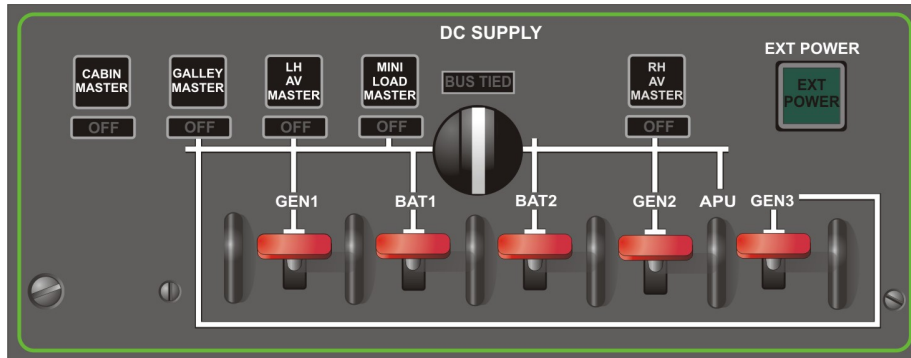 DC SUPPLY
EXT POWER
CABIN
MASTER
GALLEY
MASTER
LH
AV
MASTER
MINI
LOAD
MASTER
BUS TIED
RH
AV
MASTER
EXT
POWER
OFF
OFF
OFF
OFF
OFF
GEN1
BAT1
BAT2
GEN2
APU
GEN3